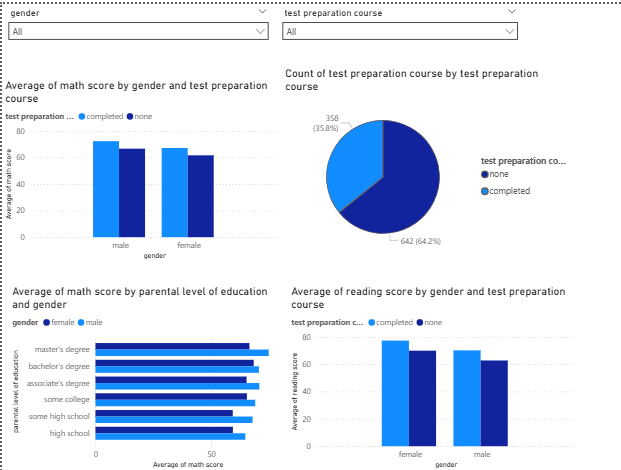 gender
All
test preparation course
All
Average of math score by gender and test preparation
course
test preparation ... completed none
Average of math score
80
60
40
20
0
male female
gender
Count of test preparation course by test preparation
course
358
(35.8%)
642 (64.2%)
test preparation co...
none
completed
Average of math score by parental level of education
and gender
gender female male
parental level of education
master's degree
bachelor's degree
associate's degree
some college
some high school
high school
0 50
Average of math score
Average of reading score by gender and test preparation
course
test preparation c... completed none
Average of reading score
80
60
40
20
0
female male
gender